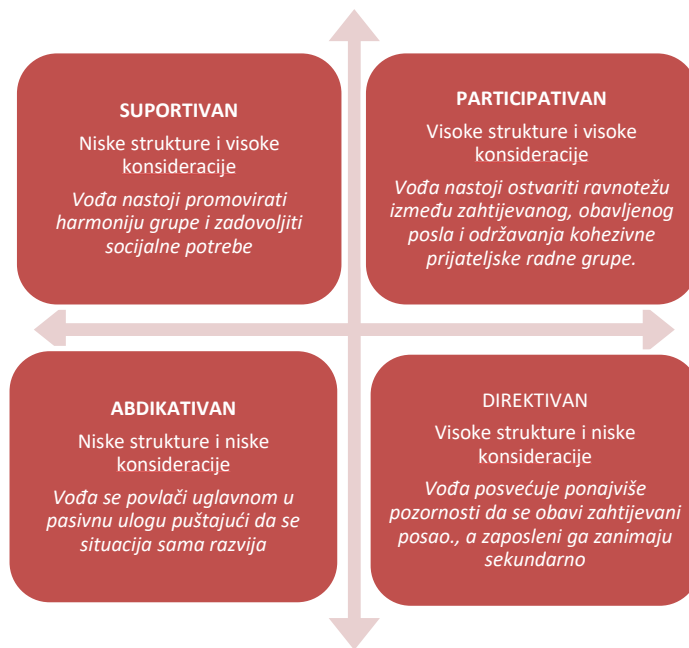 SUPORTIVAN
Niske strukture i visoke
konsideracije
Vođa nastoji promovirati
harmoniju grupe i zadovoljiti
socijalne potrebe
PARTICIPATIVAN
Visoke strukture i visoke
konsideracije
Vođa nastoji ostvariti ravnotežu
između zahtijevanog, obavljenog
posla i održavanja kohezivne
prijateljske radne grupe.
ABDIKATIVAN
Niske strukture i niske
konsideracije
Vođa se povlači uglavnom u
pasivnu ulogu puštajući da se
situacija sama razvija
DIREKTIVAN
Visoke strukture i niske
konsideracije
Vođa posvećuje ponajviše
pozornosti da se obavi zahtijevani
posao., a zaposleni ga zanimaju
sekundarno